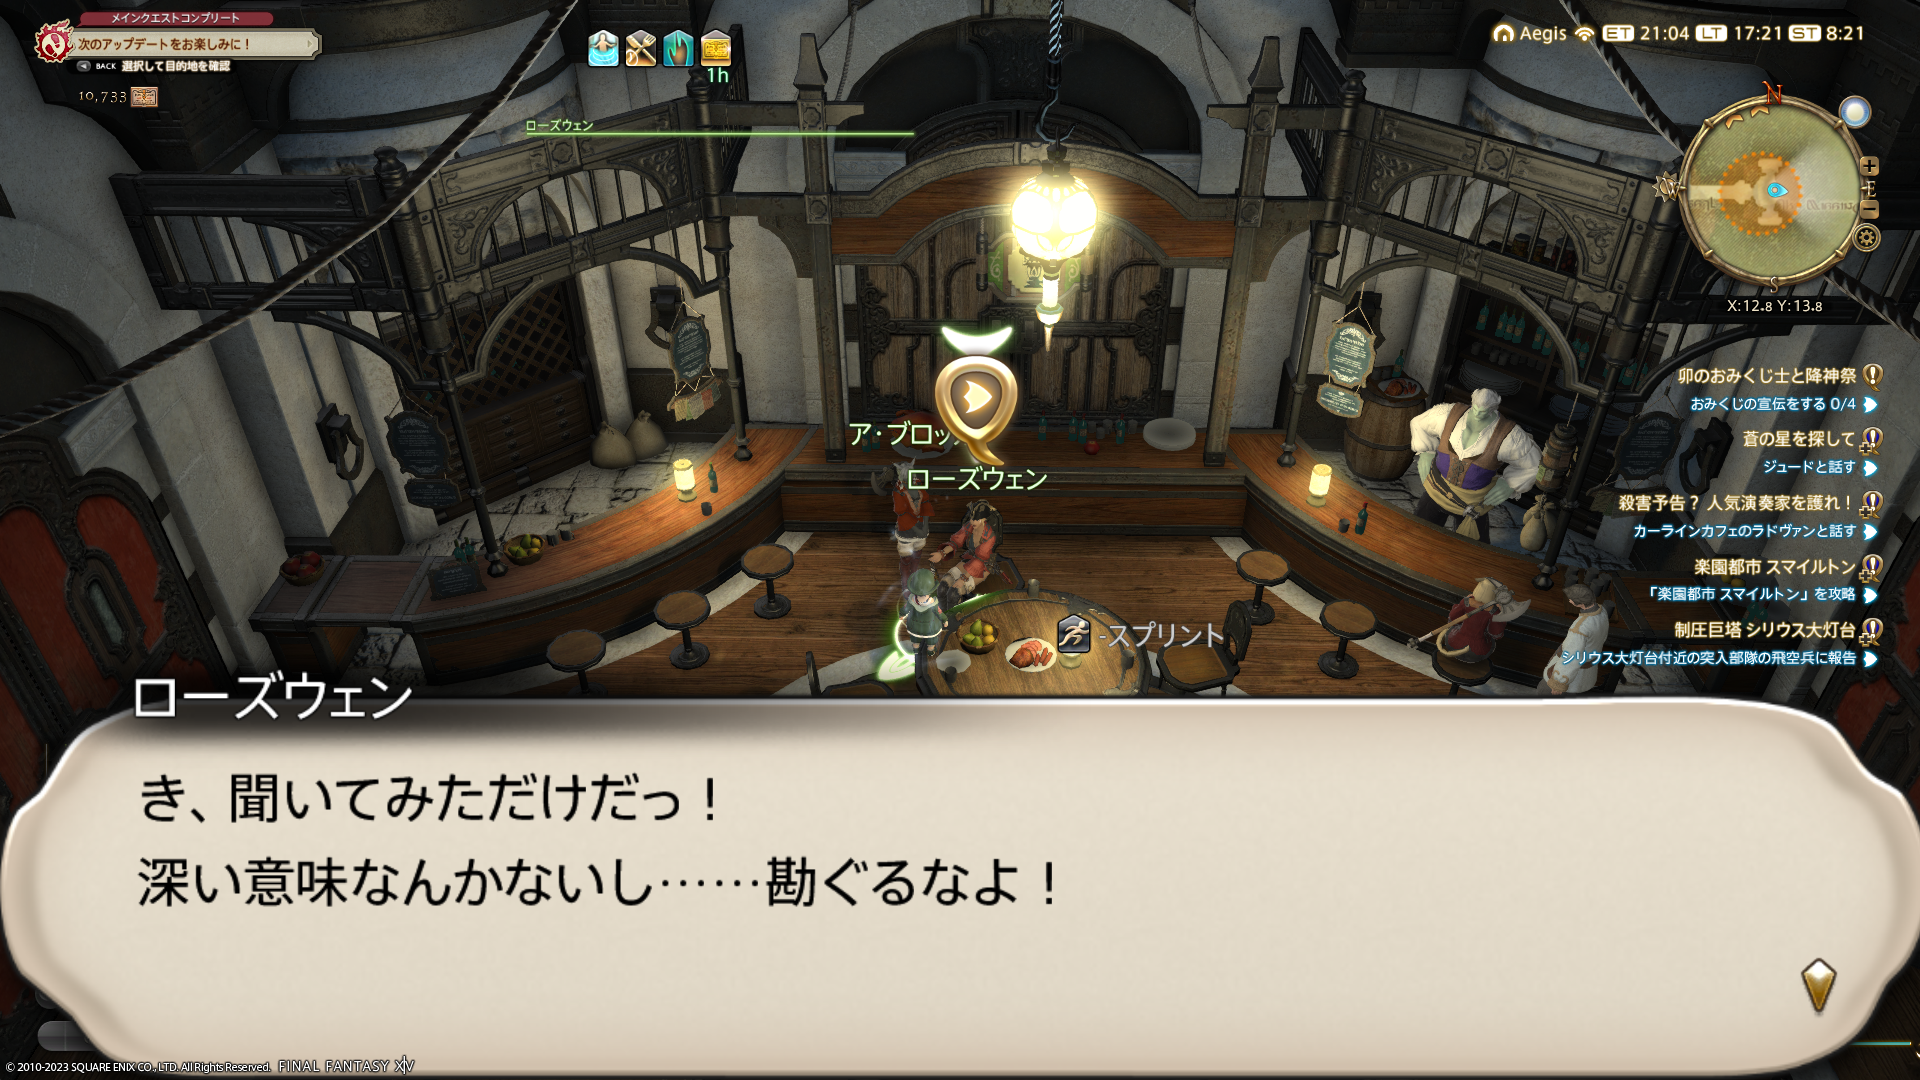 メインクエストコンプリート
次のアップデートをお楽しみに！
BACK 選択して目的地を確認
10,733
1h
ローズウェン
Aegis ET 21:04 LT 17:21 ST 8:21
N
E
S
X:12.8 Y:13.8
卯のおみくじ士と降神祭
おみくじの宣伝をする 0/4
蒼の星を探して
ジュードと話す
殺害予告？ 人気演奏家を護れ！
カーラインカフェのラドヴァンと話す
楽園都市 スマイルトン
「楽園都市 スマイルトン」を攻略
制圧巨塔 シリウス大灯台
シリウス大灯台付近の突入部隊の飛空兵に報告
ア・ブロッ
ローズウェン
-スプリント
ローズウェン
き、聞いてみただけだっ！
深い意味なんかないし……勘ぐるなよ！
© 2010-2023 SQUARE ENIX CO., LTD. All Rights Reserved. FINAL FANTASY XIV